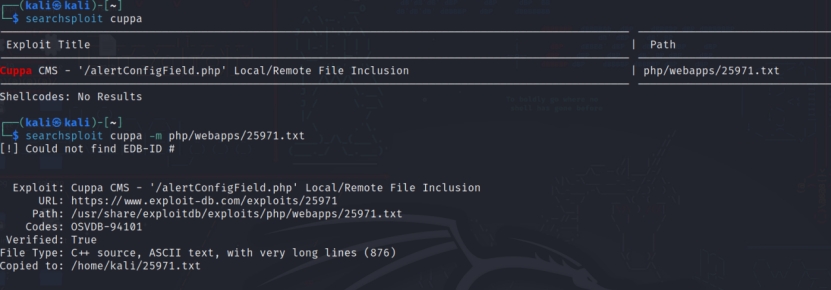 ┌──(kali㉿kali)-[~]
└─$ searchsploit cuppa
Exploit Title | Path
Cuppa CMS - '/alertConfigField.php' Local/Remote File Inclusion | php/webapps/25971.txt
Shellcodes: No Results
┌──(kali㉿kali)-[~]
└─$ searchsploit cuppa -m php/webapps/25971.txt
[!] Could not find EDB-ID #
Exploit: Cuppa CMS - '/alertConfigField.php' Local/Remote File Inclusion
URL: https://www.exploit-db.com/exploits/25971
Path: /usr/share/exploitdb/exploits/php/webapps/25971.txt
Codes: OSVDB-94101
Verified: True
File Type: C++ source, ASCII text, with very long lines (876)
Copied to: /home/kali/25971.txt